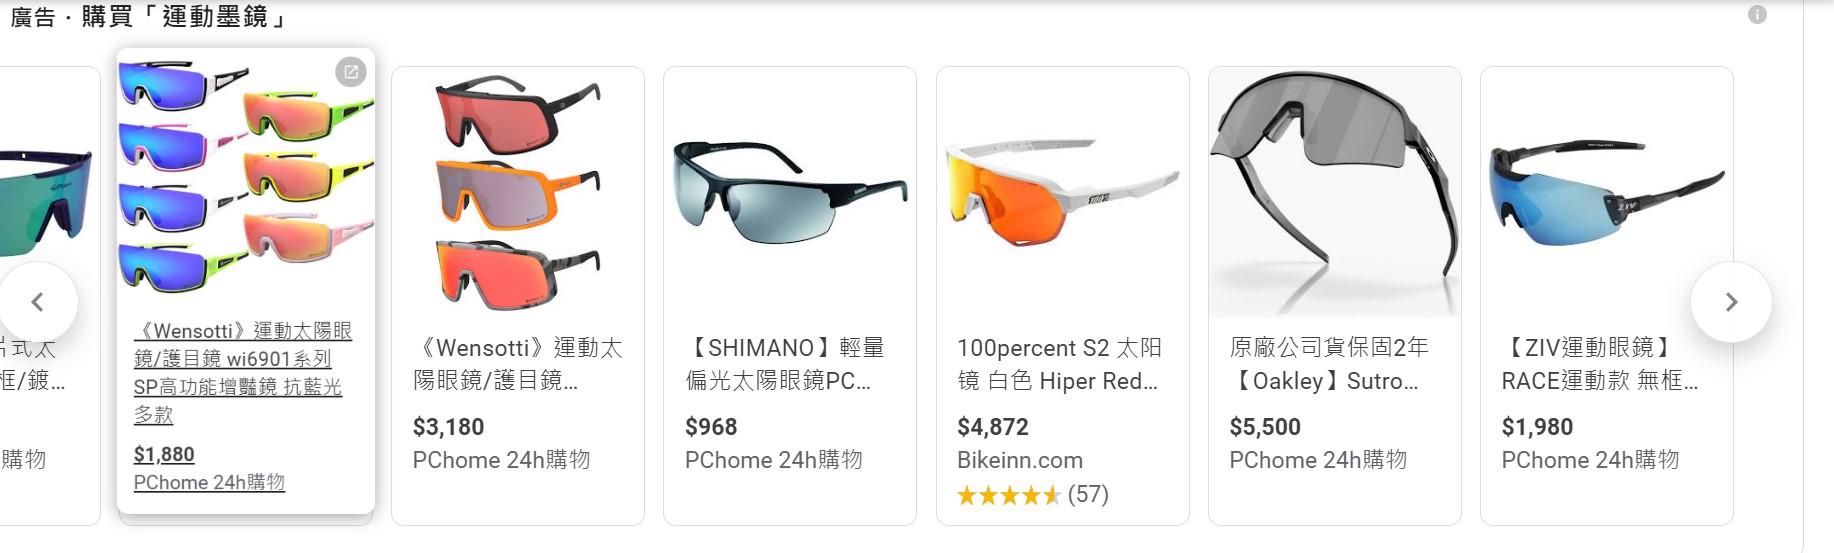 廣告·購買「運動墨鏡」
片式太
框/鍍...
購物
《Wensotti》運動太陽眼
鏡/護目鏡 wi6901系列
SP高功能增豔鏡 抗藍光
多款
$1,880
PChome 24h購物
《Wensotti》運動太
陽眼鏡/護目鏡...
$3,180
PChome 24h購物
【SHIMANO】輕量
偏光太陽眼鏡PC...
$968
PChome 24h購物
100%
100percent S2 太阳
镜 白色 Hiper Red...
$4,872
Bikeinn.com
(57)
原廠公司貨保固2年
【Oakley】Sutro...
$5,500
PChome 24h購物
ZIV
【ZIV運動眼鏡】
RACE運動款 無框...
$1,980
PChome 24h購物